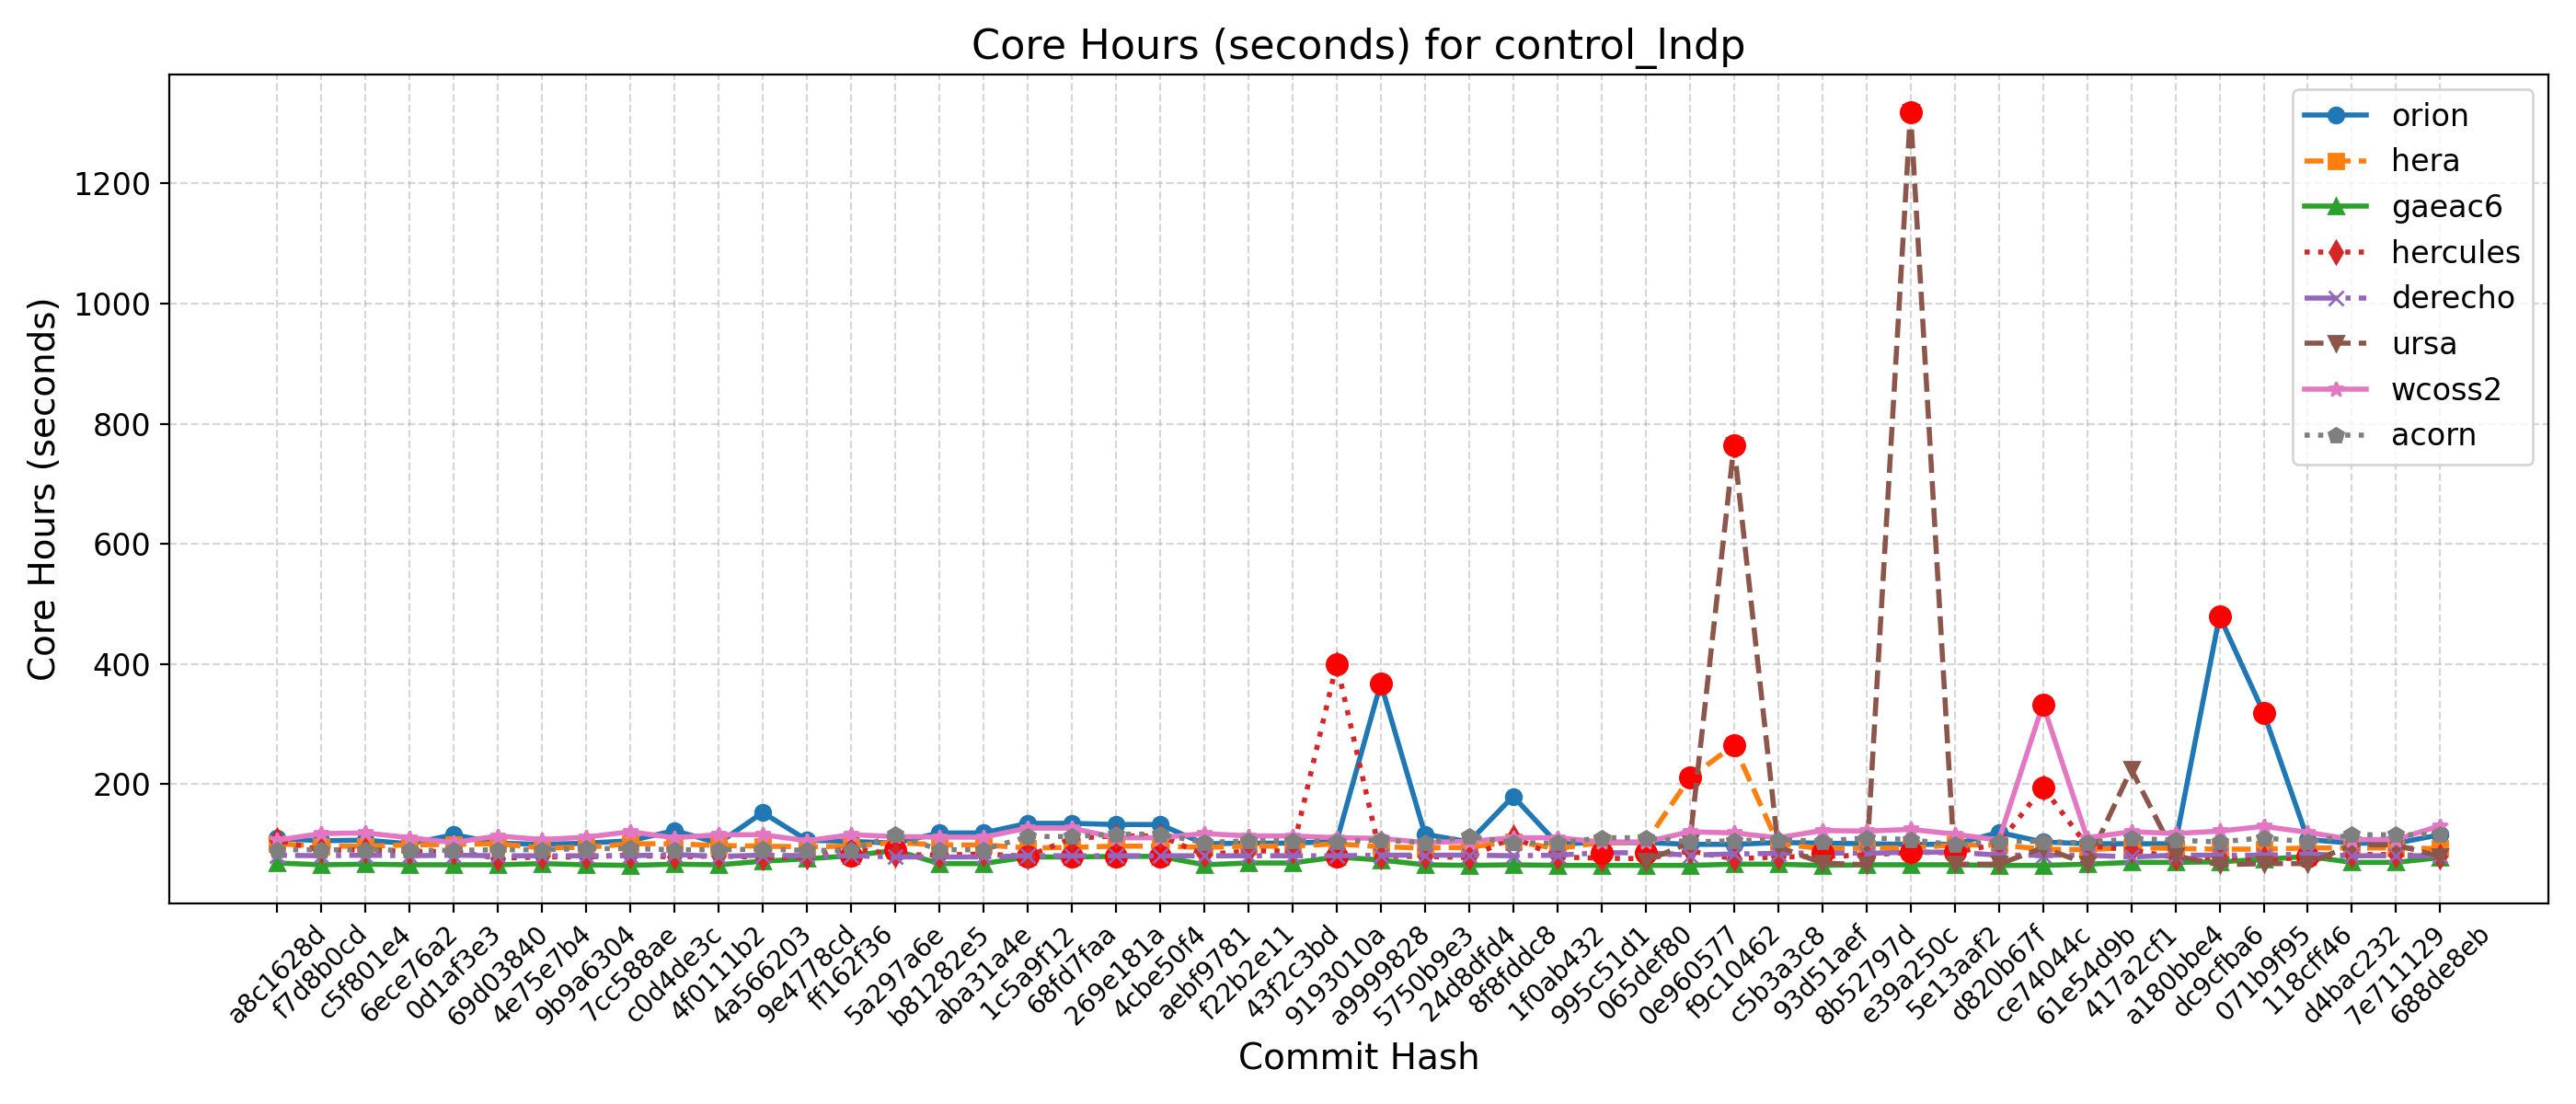 Core Hours (seconds) for control_lndp
Core Hours (seconds)
1200
1000
800
600
400
200
orion
hera
gaeac6
hercules
derecho
ursa
wcoss2
acorn
a8c1628d
f7d8b0cd
c5f801e4
6ece76a2
0d1af3e3
69d03840
4e75e7b4
9b9a6304
7cc588ae
c0d4de3c
4f0111b2
4a566203
9e4778cd
ff162f36
5a297a6e
b81282e5
aba31a4e
1c5a9f12
68fd7faa
269e181a
4cbe50f4
aebf9781
f22b2e11
43f2c3bd
9193010a
a9999828
5750b9e3
24d8dfd4
8f8fddc8
1f0ab432
995c51d1
065def80
0e960577
f9c10462
c5b3a3c8
93d51aef
8b52797d
e39a250c
5e13aaf2
d820b67f
ce74044c
61e54d9b
417a2cf1
a180bbe4
dc9cfba6
071b9f95
118cff46
d4bac232
7e711129
688de8eb
Commit Hash